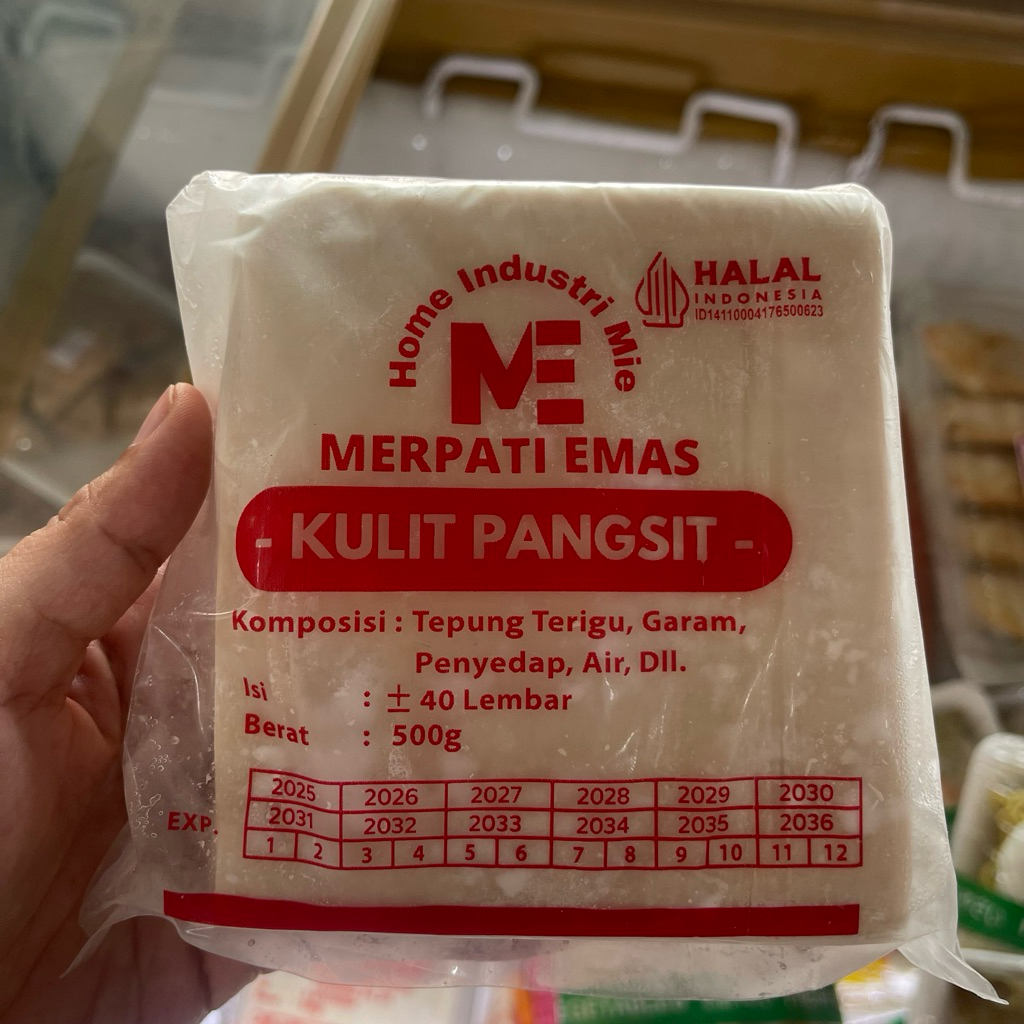 Home Industri Mie
ME
HALAL
INDONESIA
ID14110004176500623
MERPATI EMAS
- KULIT PANGSIT -
Komposisi : Tepung Terigu, Garam,
Penyedap, Air, Dll.
Isi : ± 40 Lembar
Berat : 500g
2025 2026 2027 2028 2029 2030
EXP. 2031 2032 2033 2034 2035 2036
1 2 3 4 5 6 7 8 9 10 11 12